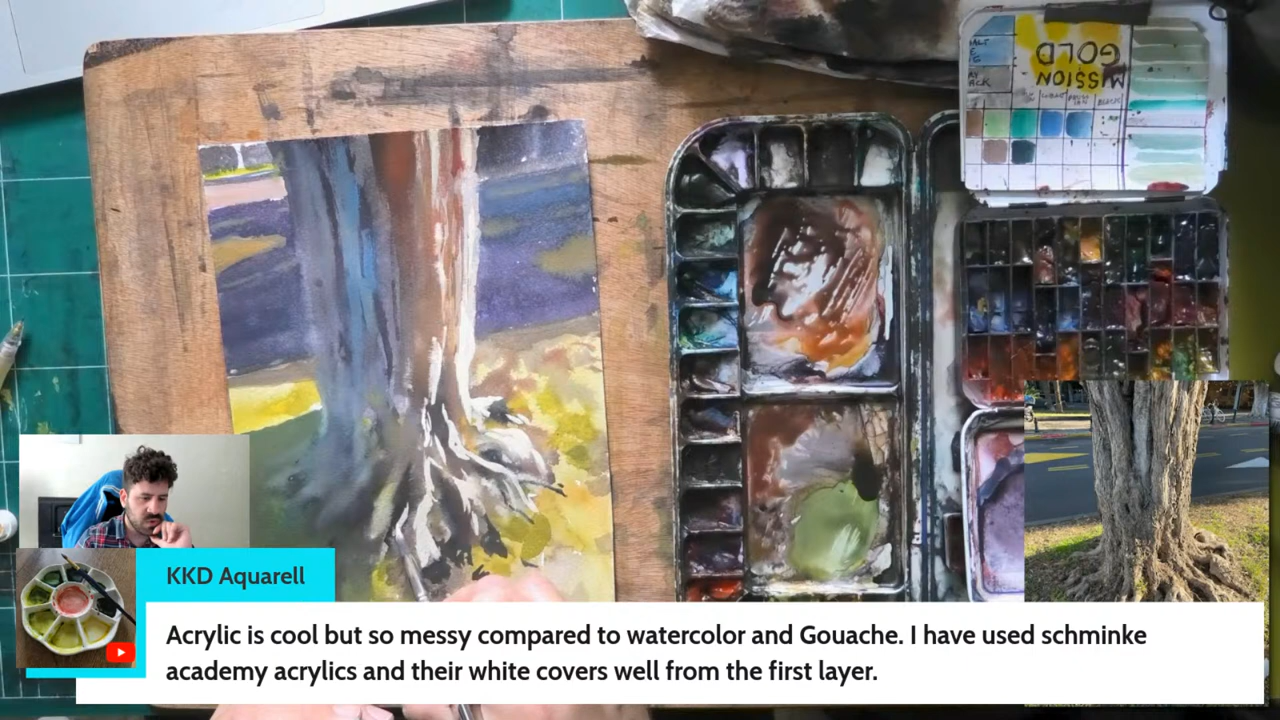 MISSION
GOLD
KKD Aquarell
Acrylic is cool but so messy compared to watercolor and Gouache. I have used schminke
academy acrylics and their white covers well from the first layer.